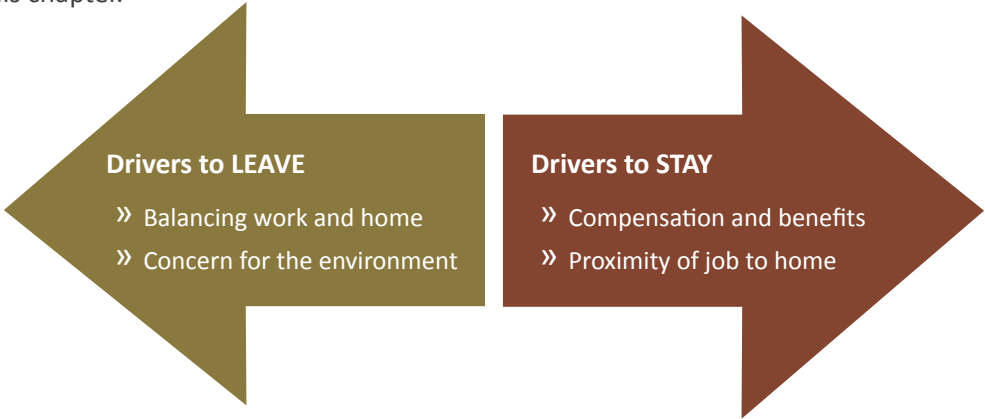 chapter.
Drivers to LEAVE
» Balancing work and home
» Concern for the environment
Drivers to STAY
» Compensation and benefits
» Proximity of job to home